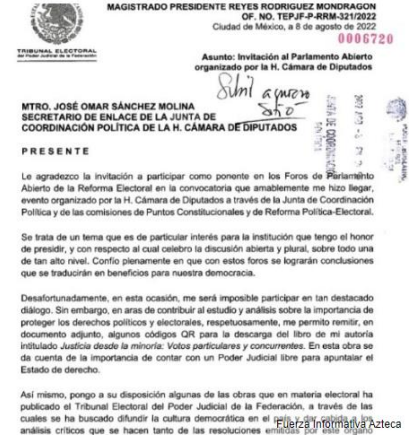 MAGISTRADO PRESIDENTE REYES RODRIGUEZ MONDRAGON
OF. NO. TEPJF-P-RRM-321/2022
Ciudad de México, a 8 de agosto de 2022
0006720
TRIBUNAL ELECTORAL
del Poder Judicial de la Federación
Asunto: Invitación al Parlamento Abierto
organizado por la H. Cámara de Diputados
MTRO. JOSÉ OMAR SÁNCHEZ MOLINA
SECRETARIO DE ENLACE DE LA JUNTA DE
COORDINACIÓN POLÍTICA DE LA H. CÁMARA DE DIPUTADOS
P R E S E N T E
Le agradezco la invitación a participar como ponente en los Foros de Parlamento
Abierto de la Reforma Electoral en la convocatoria que amablemente me hizo llegar,
evento organizado por la H. Cámara de Diputados a través de la Junta de Coordinación
Política y de las comisiones de Puntos Constitucionales y de Reforma Política-Electoral.
Se trata de un tema que es de particular interés para la institución que tengo el honor
de presidir, y con respecto al cual celebro la discusión abierta y plural, sobre todo una
de tan alto nivel. Confío plenamente en que con estos foros se lograrán conclusiones
que se traducirán en beneficios para nuestra democracia.
Desafortunadamente, en esta ocasión, me será imposible participar en tan destacado
diálogo. Sin embargo, en aras de contribuir al estudio y análisis sobre la importancia
de proteger los derechos políticos y electorales, respetuosamente, me permito remitir, en
documento adjunto, algunos códigos QR para la descarga del libro de mi autoría
intitulado Justicia desde la minoría: Votos particulares y concurrentes. En esta obra se
da cuenta de la importancia de contar con un Poder Judicial libre para apuntalar el
Estado de derecho.
Así mismo, pongo a su disposición algunas de las obras que en materia electoral ha
publicado el Tribunal Electoral del Poder Judicial de la Federación, a través de las
cuales se ha buscado difundir la cultura democrática en el país y dar cabida a los
análisis críticos que se hacen tanto de las resoluciones emitidas por este órgano
Fuerza Informativa Azteca